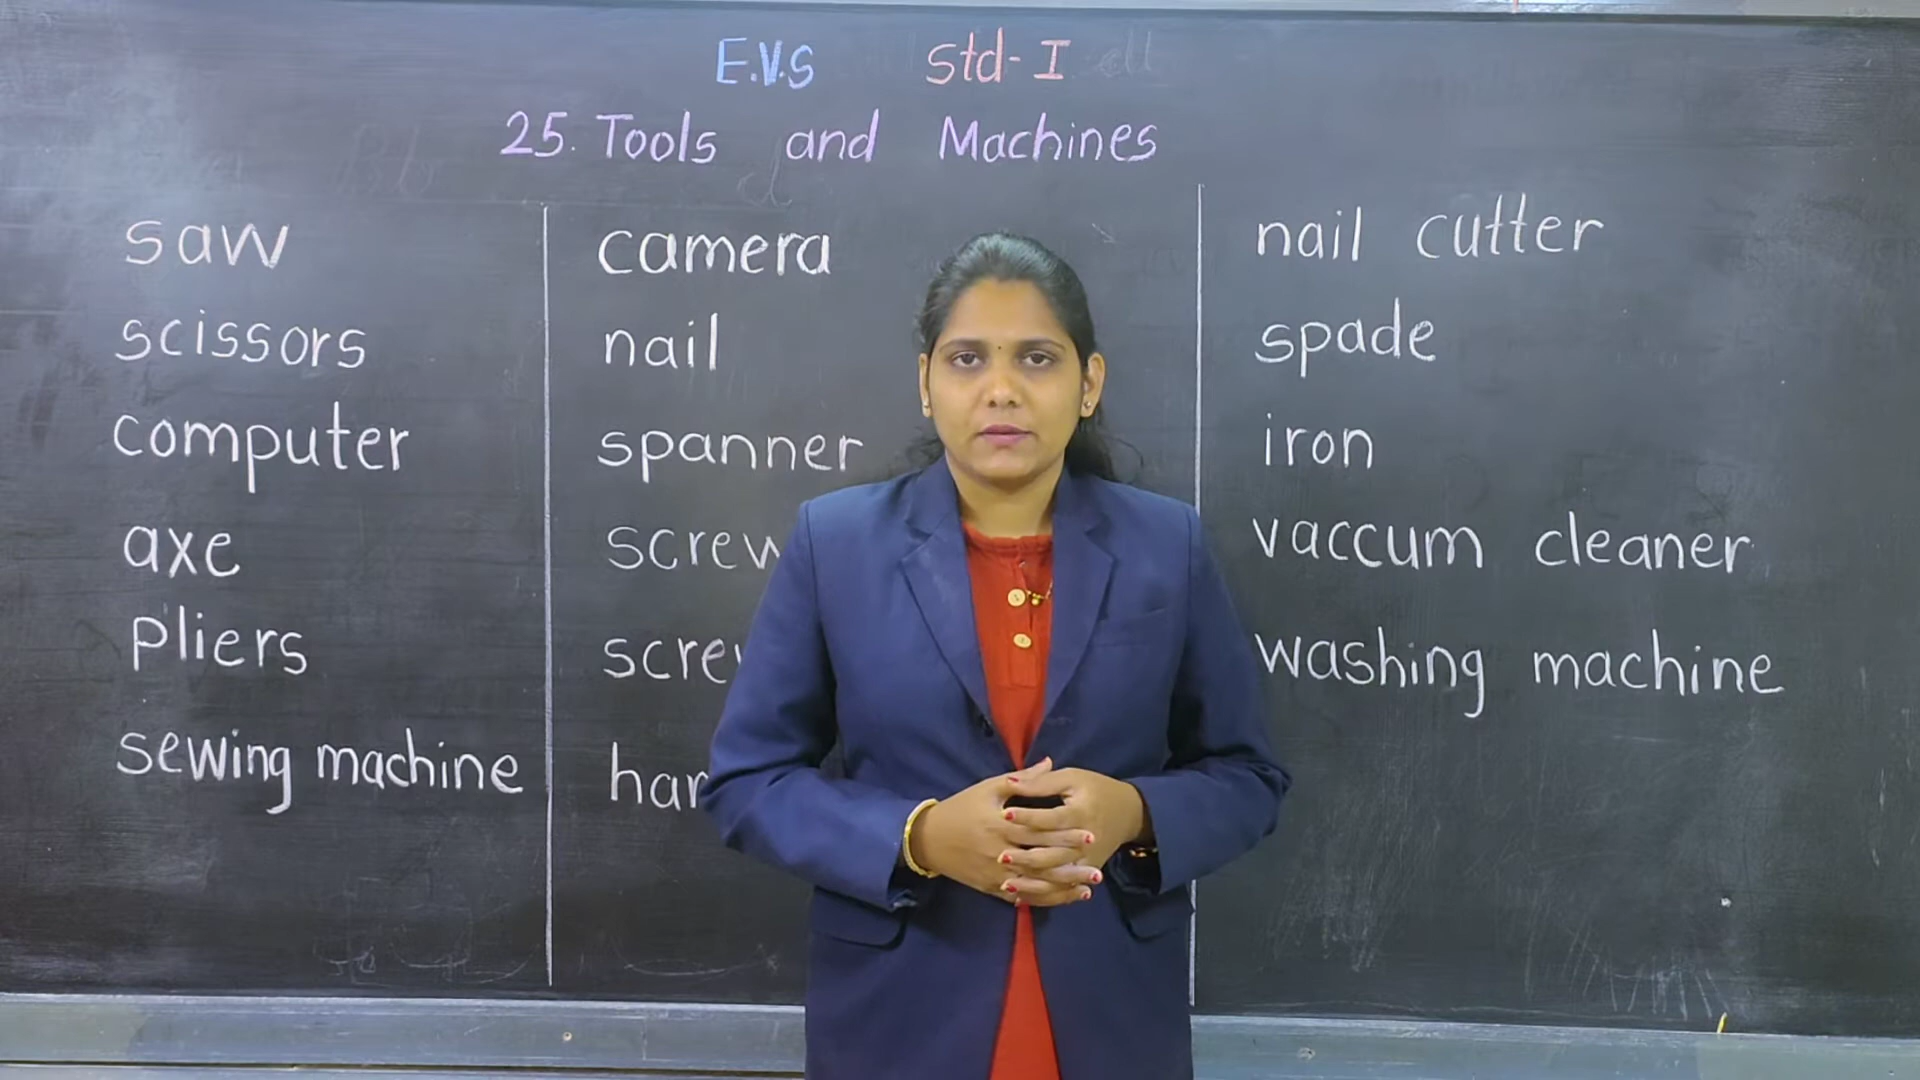 E.V.S Std-I
25. Tools and Machines
saw
scissors
computer
axe
pliers
sewing machine
camera
nail
spanner
screw
nail cutter
spade
iron
vaccum cleaner
washing machine